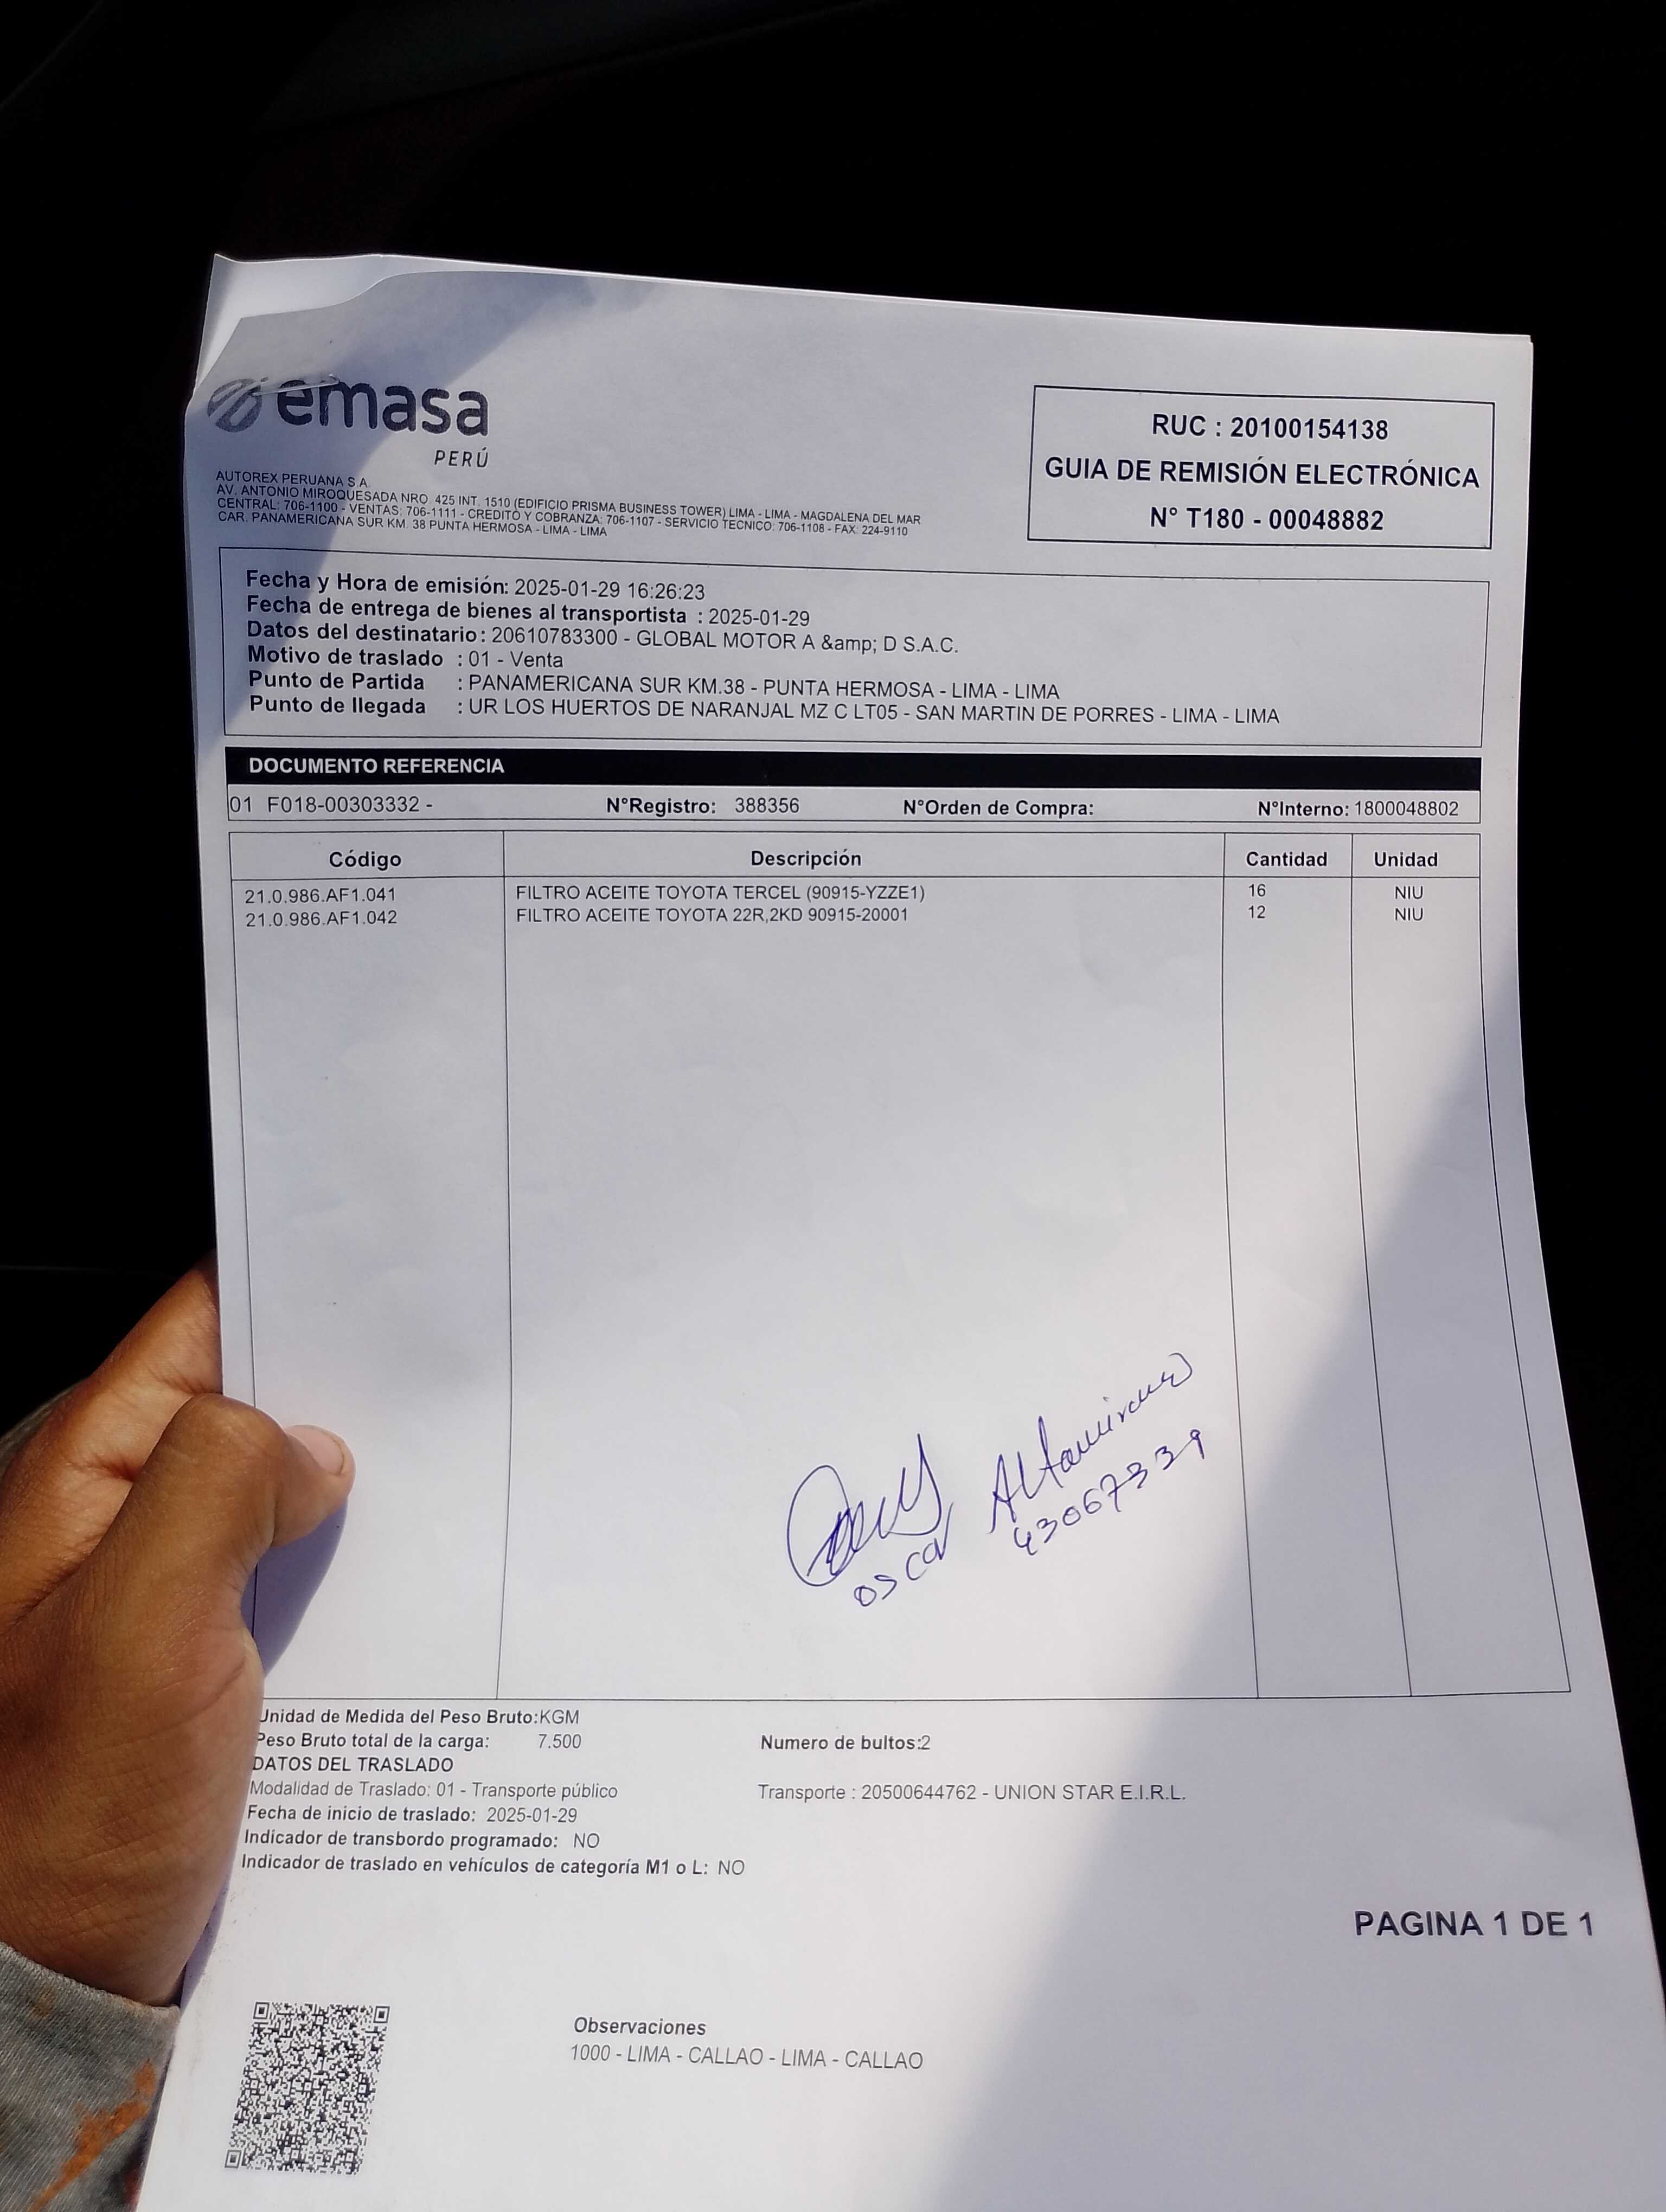 emasa
PERÚ
AUTOREX PERUANA S.A.
AV. ANTONIO MIROQUESADA NRO. 425 INT. 1510 (EDIFICIO PRISMA BUSINESS TOWER) LIMA - LIMA - MAGDALENA DEL MAR
CENTRAL: 706-1100 - VENTAS: 706-1111 - CREDITO Y COBRANZA: 706-1107 - SERVICIO TECNICO: 706-1108 - FAX: 224-9110
CAR. PANAMERICANA SUR KM. 38 PUNTA HERMOSA - LIMA - LIMA
RUC : 20100154138
GUIA DE REMISIÓN ELECTRÓNICA
N° T180 - 00048882
Fecha y Hora de emisión: 2025-01-29 16:26:23
Fecha de entrega de bienes al transportista : 2025-01-29
Datos del destinatario: 20610783300 - GLOBAL MOTOR A &amp; D S.A.C.
Motivo de traslado : 01 - Venta
Punto de Partida : PANAMERICANA SUR KM.38 - PUNTA HERMOSA - LIMA - LIMA
Punto de llegada : UR LOS HUERTOS DE NARANJAL MZ C LT05 - SAN MARTIN DE PORRES - LIMA - LIMA
DOCUMENTO REFERENCIA
01 F018-00303332 - N°Registro: 388356 N°Orden de Compra: N°Interno: 1800048802
Código Descripción Cantidad Unidad
21.0.986.AF1.041 FILTRO ACEITE TOYOTA TERCEL (90915-YZZE1) 16 NIU
21.0.986.AF1.042 FILTRO ACEITE TOYOTA 22R,2KD 90915-20001 12 NIU
Oscar Altamirano
43067339
Unidad de Medida del Peso Bruto:KGM
Peso Bruto total de la carga: 7.500 Numero de bultos:2
DATOS DEL TRASLADO
Modalidad de Traslado: 01 - Transporte público Transporte : 20500644762 - UNION STAR E.I.R.L.
Fecha de inicio de traslado: 2025-01-29
Indicador de transbordo programado: NO
Indicador de traslado en vehículos de categoría M1 o L: NO
PAGINA 1 DE 1
Observaciones
1000 - LIMA - CALLAO - LIMA - CALLAO